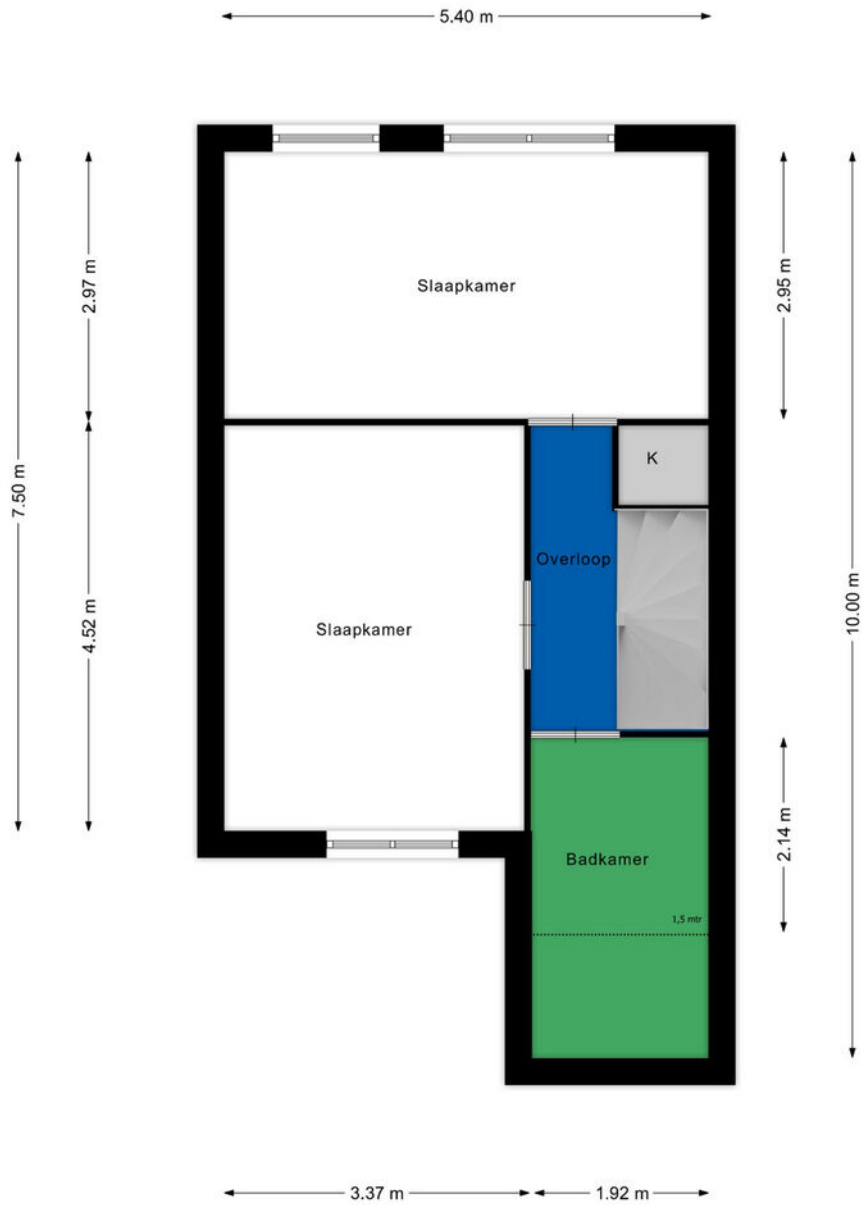 5.40 m
Slaapkamer
2.97 m
2.95 m
7.50 m
K
Overloop
10.00 m
4.52 m
Slaapkamer
2.14 m
Badkamer
1,5 mtr
3.37 m
1.92 m